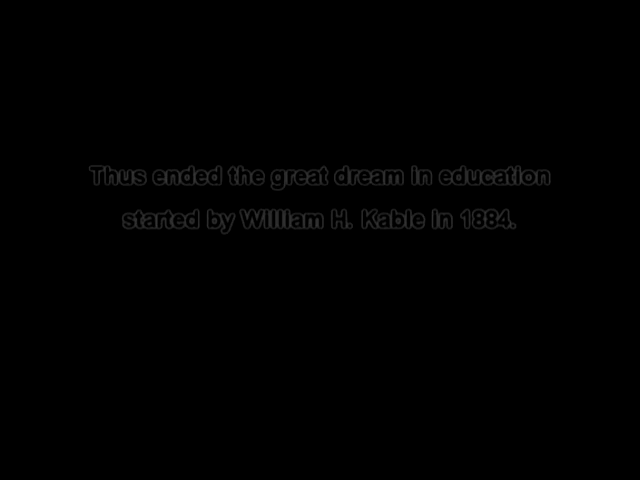 Thus ended the great dream in education
started by William H. Kable in 1884.